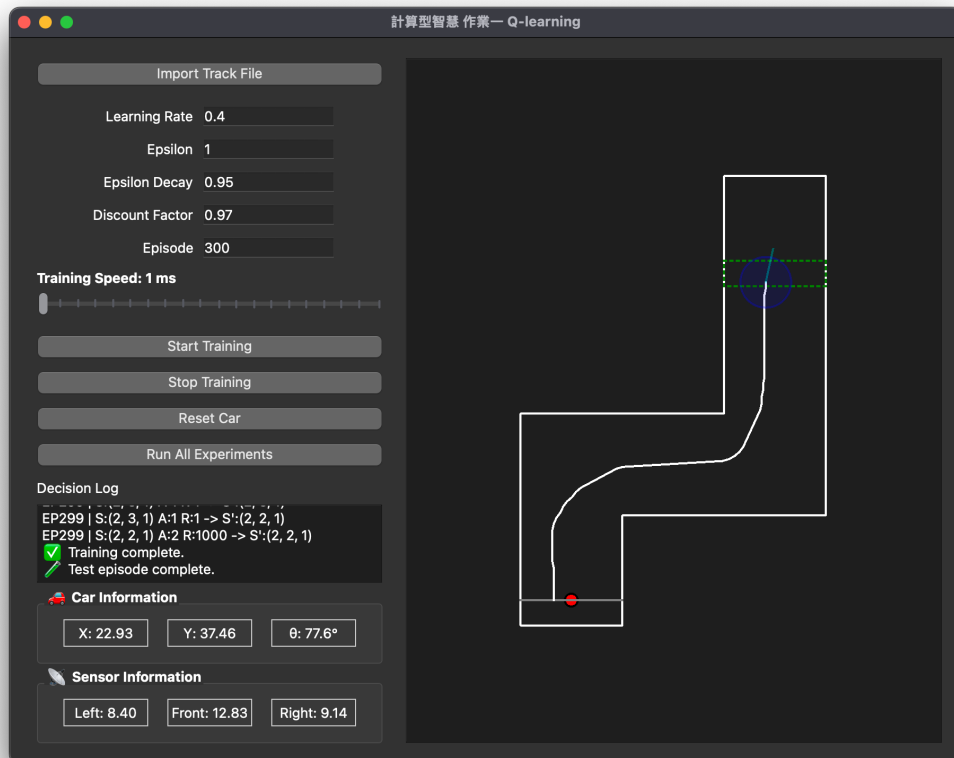 計算型智慧 作業一 Q-learning
Import Track File
Learning Rate 0.4
Epsilon 1
Epsilon Decay 0.95
Discount Factor 0.97
Episode 300
Training Speed: 1 ms
Start Training
Stop Training
Reset Car
Run All Experiments
Decision Log
EP299 | S:(2, 3, 1) A:1 R:1 -> S':(2, 2, 1)
EP299 | S:(2, 2, 1) A:2 R:1000 -> S':(2, 2, 1)
✅ Training complete.
🧪 Test episode complete.
🚗 Car Information
X: 22.93 Y: 37.46 θ: 77.6°
📡 Sensor Information
Left: 8.40 Front: 12.83 Right: 9.14